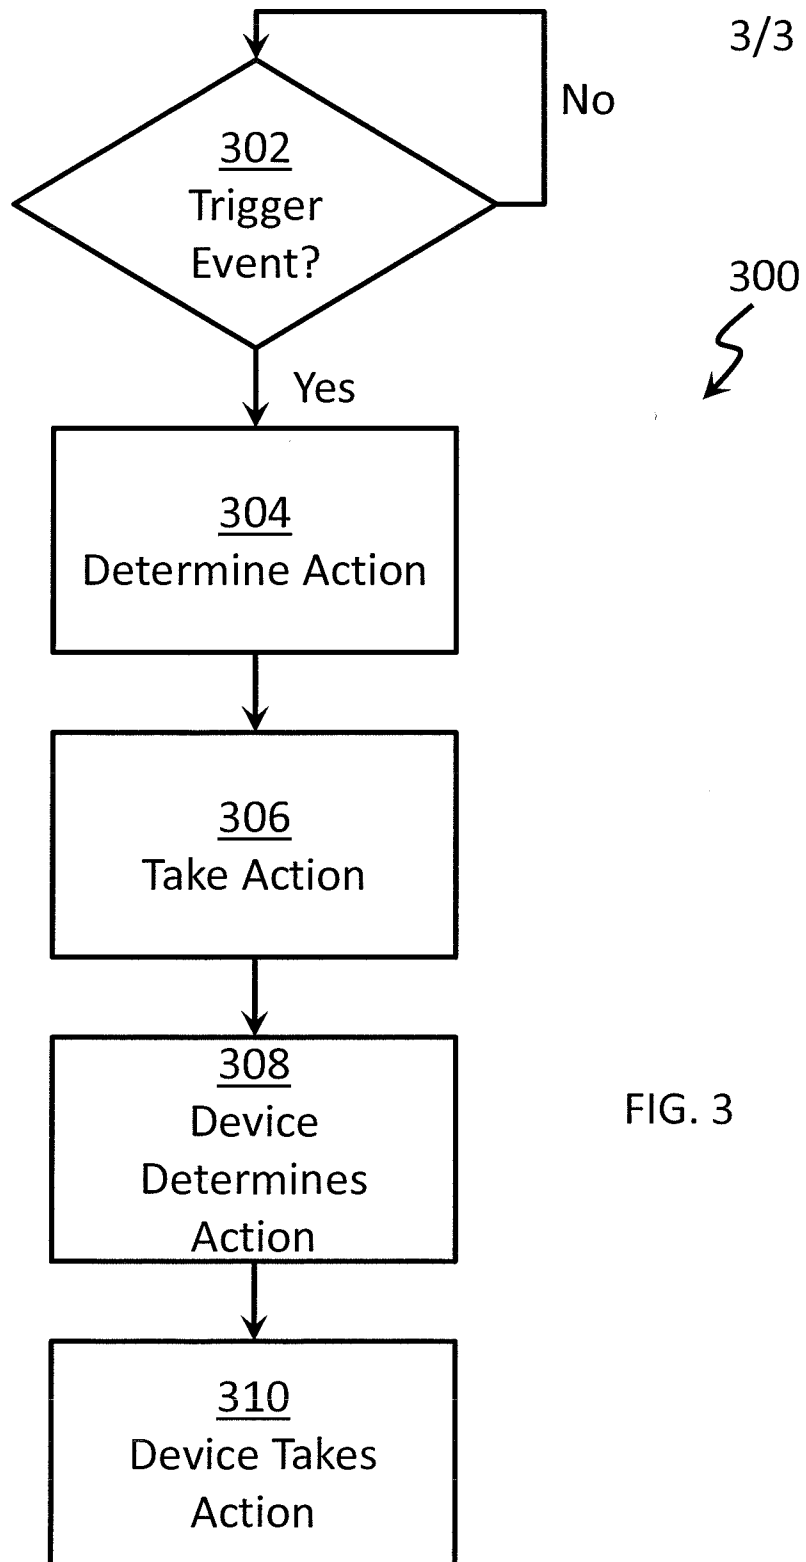 3/3
No
302
Trigger
Event?
300
Yes
304
Determine Action
306
Take Action
308
Device
Determines
Action
FIG. 3
310
Device Takes
Action